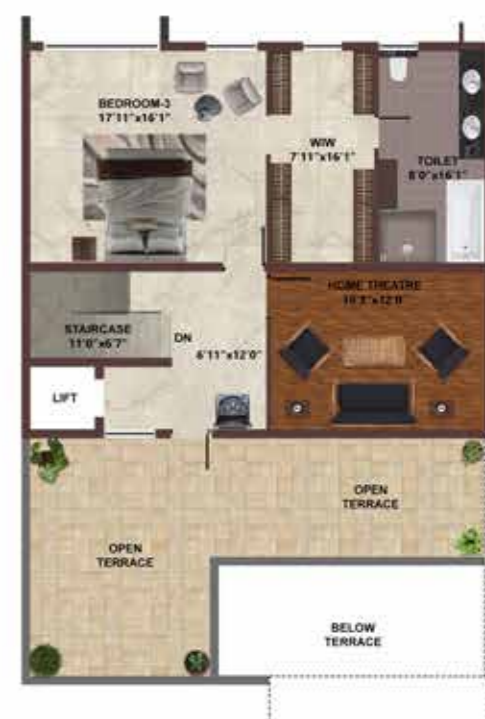 BEDROOM-3
17'11"x16'1"
WIW
7'11"x16'1"
TOILET
8'0"x16'1"
HOME THEATRE
STAIRCASE
11'0"x6'7"
DN
6'11"x12'0"
LIFT
OPEN
TERRACE
OPEN
TERRACE
BELOW
TERRACE